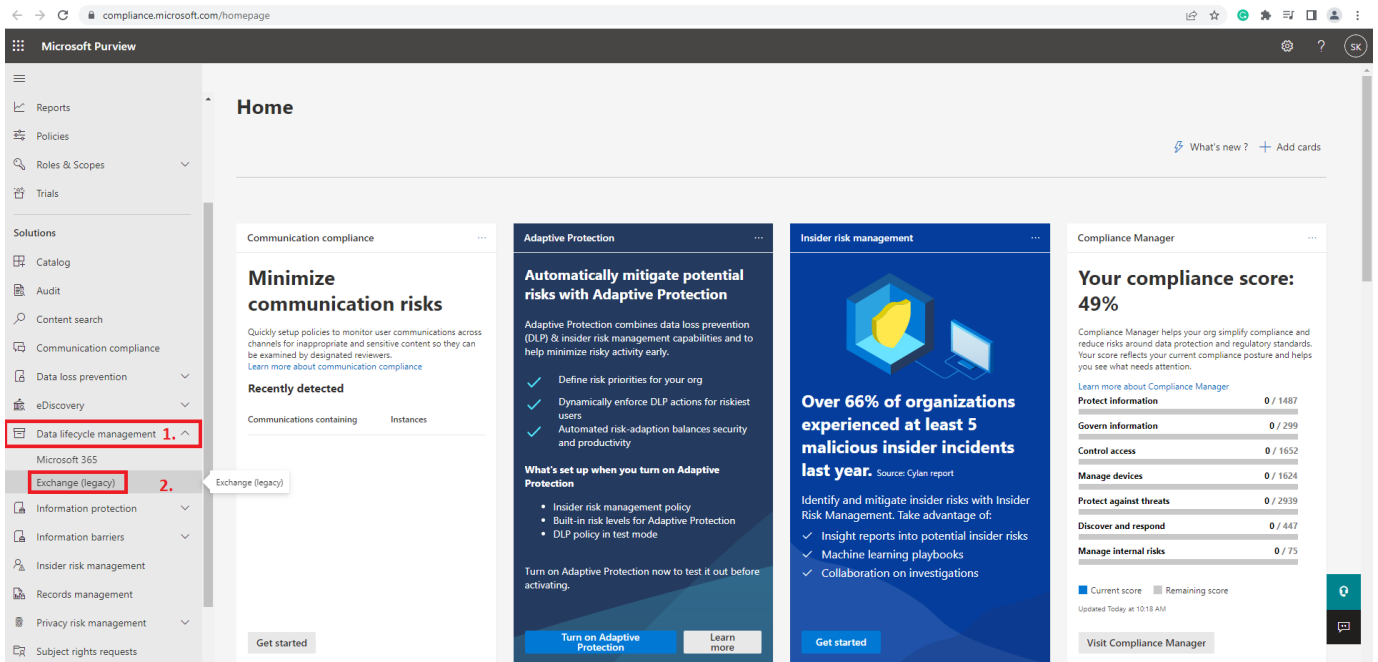 compliance.microsoft.com/homepage
Microsoft Purview
SK
Reports
Policies
Roles & Scopes
Trials
Solutions
Catalog
Audit
Content search
Communication compliance
Data loss prevention
eDiscovery
Data lifecycle management 1.
Microsoft 365
Exchange (legacy) 2.
Exchange (legacy)
Information protection
Information barriers
Insider risk management
Records management
Privacy risk management
Subject rights requests
Home
What's new ? Add cards
Communication compliance
Minimize
communication risks
Quickly setup policies to monitor user communications across
channels for inappropriate and sensitive content so they can
be examined by designated reviewers.
Learn more about communication compliance
Recently detected
Communications containing Instances
Get started
Adaptive Protection
Automatically mitigate potential
risks with Adaptive Protection
Adaptive Protection combines data loss prevention
(DLP) & insider risk management capabilities and to
help minimize risky activity early.
Define risk priorities for your org
Dynamically enforce DLP actions for riskiest
users
Automated risk-adaption balances security
and productivity
What's set up when you turn on Adaptive
Protection
• Insider risk management policy
• Built-in risk levels for Adaptive Protection
• DLP policy in test mode
Turn on Adaptive Protection now to test it out before
activating.
Turn on Adaptive
Protection
Learn
more
Insider risk management
Over 66% of organizations
experienced at least 5
malicious insider incidents
last year. Source: Cylan report
Identify and mitigate insider risks with Insider
Risk Management. Take advantage of:
Insight reports into potential insider risks
Machine learning playbooks
Collaboration on investigations
Get started
Compliance Manager
Your compliance score:
49%
Compliance Manager helps your org simplify compliance and
reduce risks around data protection and regulatory standards.
Your score reflects your current compliance posture and helps
you see what needs attention.
Learn more about Compliance Manager
Protect information 0 / 1487
Govern information 0 / 299
Control access 0 / 1652
Manage devices 0 / 1624
Protect against threats 0 / 2939
Discover and respond 0 / 447
Manage internal risks 0 / 75
Current score Remaining score
Updated Today at 10:18 AM
Visit Compliance Manager